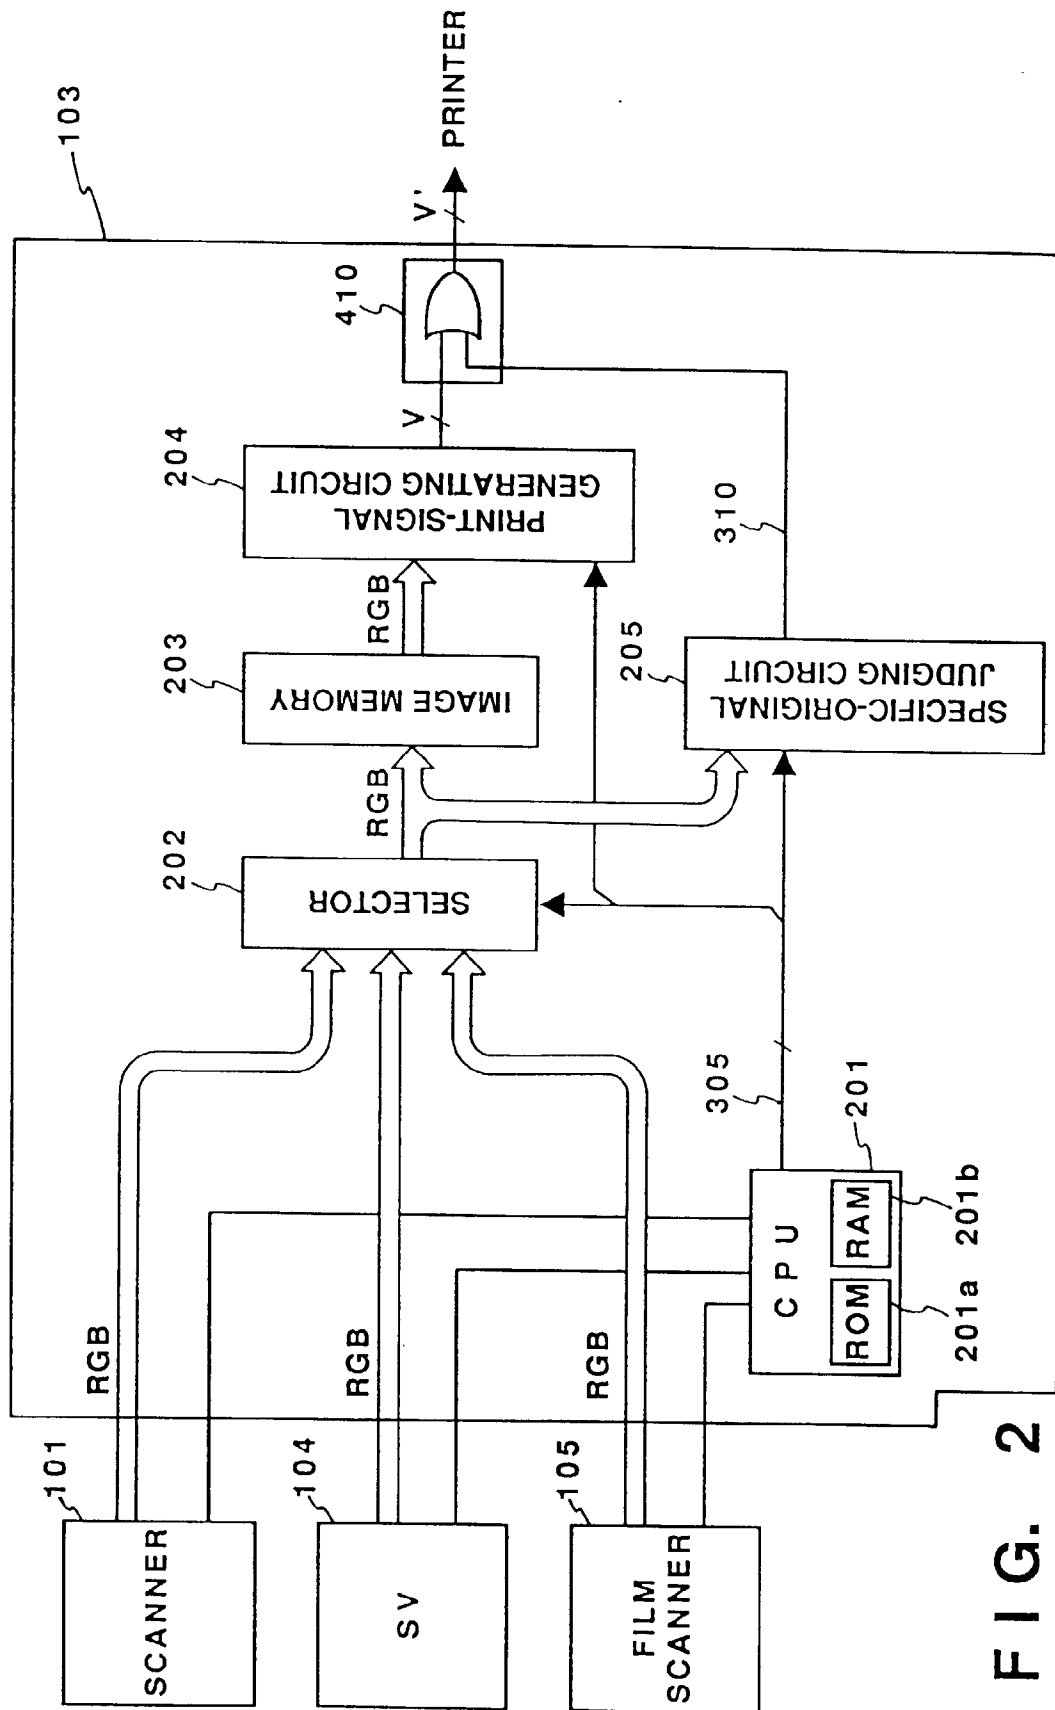 103
SCANNER
101
RGB
SV
104
RGB
FILM
SCANNER
105
RGB
SELECTOR
202
RGB
IMAGE MEMORY
203
RGB
PRINT-SIGNAL
GENERATING CIRCUIT
204
V
410
V'
PRINTER
CPU
ROM
RAM
201
201a
201b
305
SPECIFIC-ORIGINAL
JUDGING CIRCUIT
205
310
FIG. 2